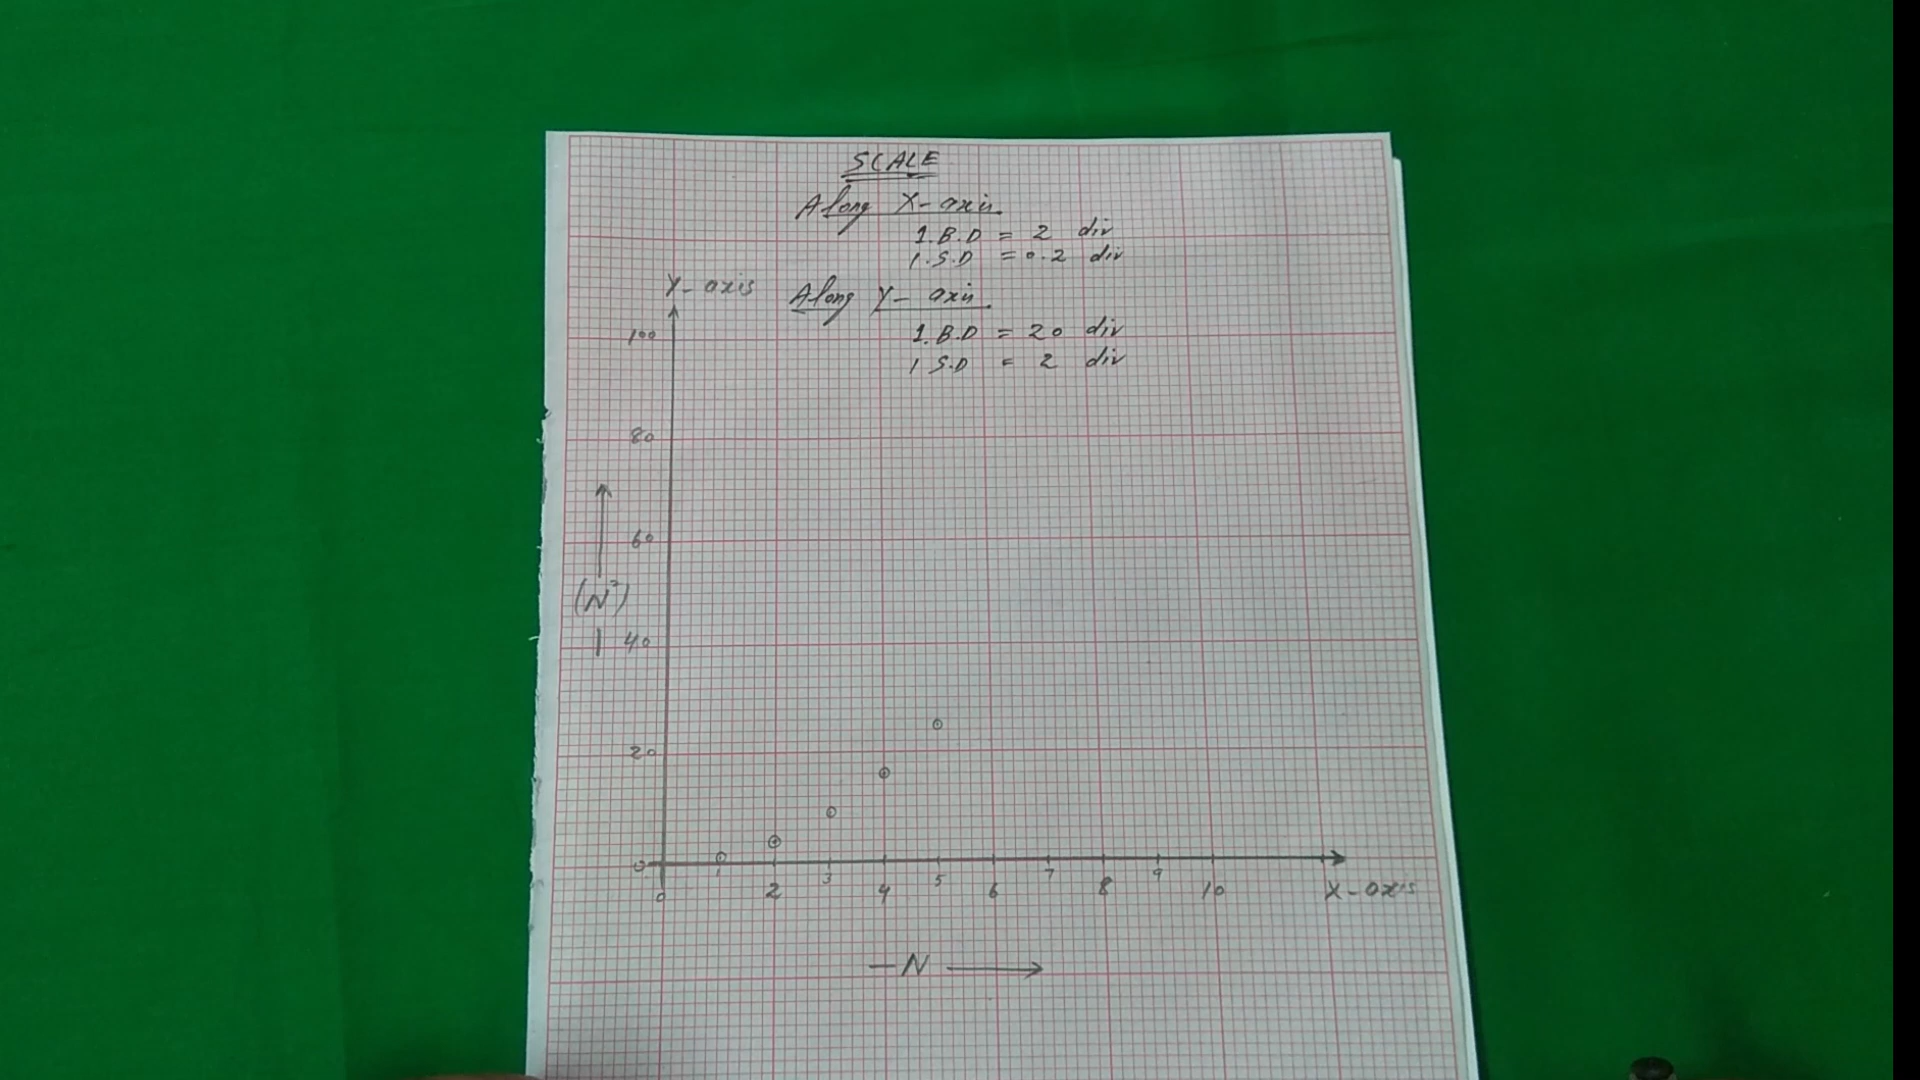 SCALE
Along X-axis
1.B.D = 2 div
1.S.D = 0.2 div
Y-axis
Along Y-axis
1.B.D = 20 div
1 S.D = 2 div
100
80
60
(N²)
40
20
0
0 1 2 3 4 5 6 7 8 9 10
X-axis
N